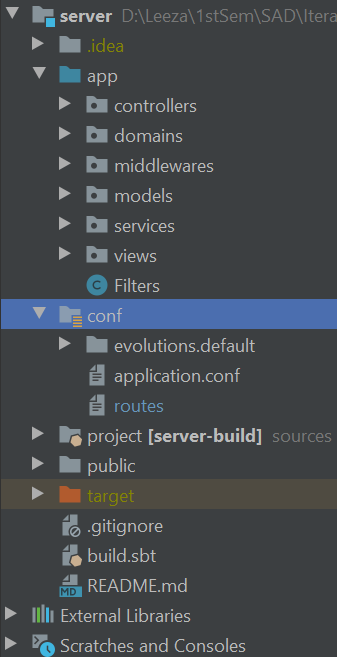 server D:\Leeza\1stSem\SAD\Itera
.idea
app
controllers
domains
middlewares
models
services
views
C Filters
conf
evolutions.default
application.conf
routes
project [server-build] sources
public
target
.gitignore
build.sbt
MD README.md
External Libraries
Scratches and Consoles